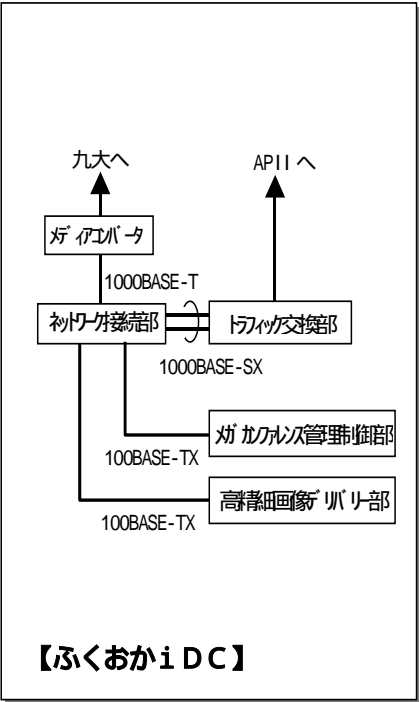 九大へ
APIIへ
メディアコンバータ
1000BASE-T
ネットワーク接続部
トラフィック交換部
1000BASE-SX
メガカンファレンス管理制御部
100BASE-TX
高精細画像デリバリー部
100BASE-TX
【ふくおかｉＤＣ】